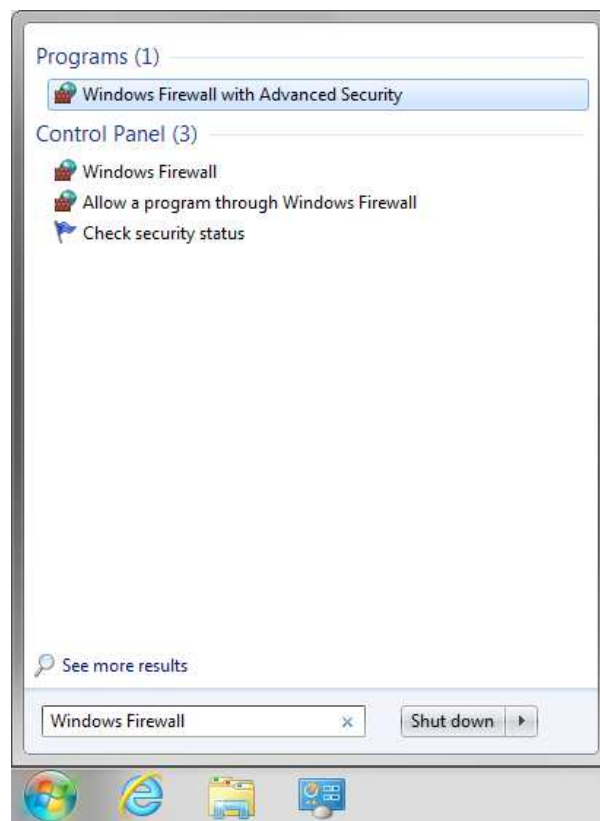 Programs (1)
Windows Firewall with Advanced Security
Control Panel (3)
Windows Firewall
Allow a program through Windows Firewall
Check security status
See more results
Windows Firewall
Shut down